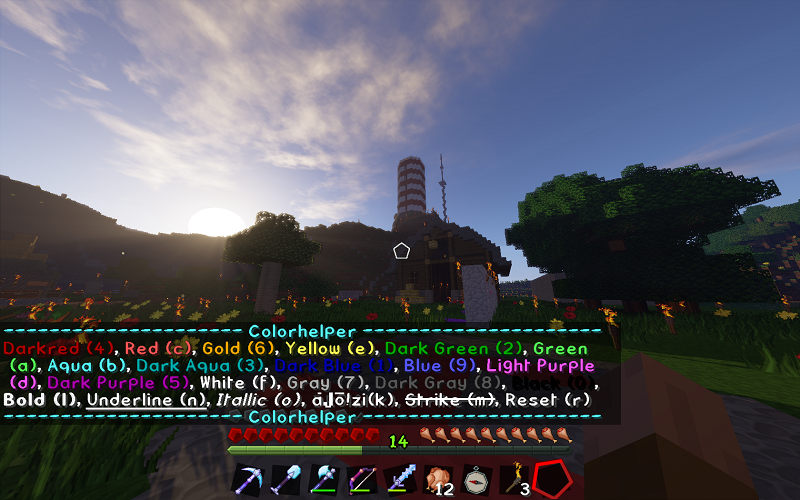 Colorhelper
Darkred (4), Red (c), Gold (6), Yellow (e), Dark Green (2), Green
(a), Aqua (b), Dark Aqua (3), Dark Blue (1), Blue (9), Light Purple
(d), Dark Purple (5), White (f), Gray (7), Dark Gray (8), Black (0),
Bold (l), Underline (n), Itallic (o), (k), Strike (m), Reset (r)
Colorhelper
14
12
3